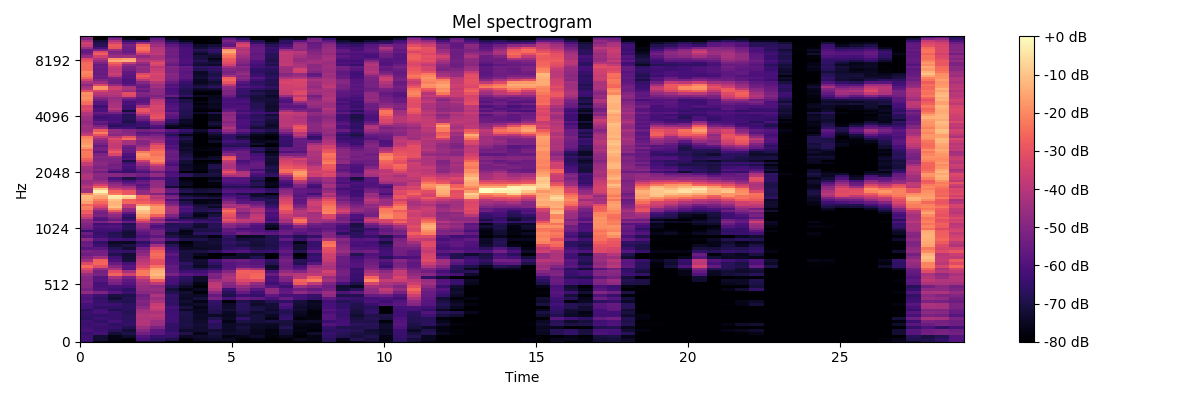 Mel spectrogram
Hz
8192
4096
2048
1024
512
0
0 5 10 15 20 25
Time
+0 dB
-10 dB
-20 dB
-30 dB
-40 dB
-50 dB
-60 dB
-70 dB
-80 dB